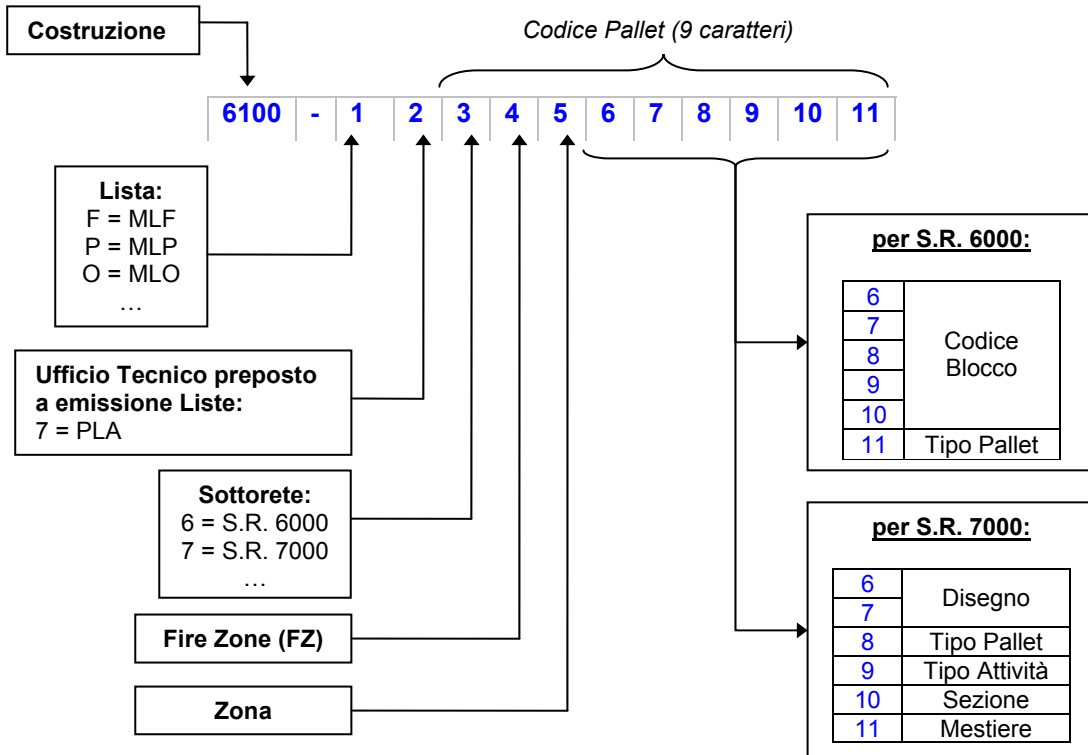 Costruzione
Codice Pallet (9 caratteri)
6100 - 1 2 3 4 5 6 7 8 9 10 11
Lista:
F = MLF
P = MLP
O = MLO
…
Ufficio Tecnico preposto
a emissione Liste:
7 = PLA
Sottorete:
6 = S.R. 6000
7 = S.R. 7000
…
Fire Zone (FZ)
Zona
per S.R. 6000:
6
7
8
9
10
Codice
Blocco
11 Tipo Pallet
per S.R. 7000:
6
7
Disegno
8 Tipo Pallet
9 Tipo Attività
10 Sezione
11 Mestiere